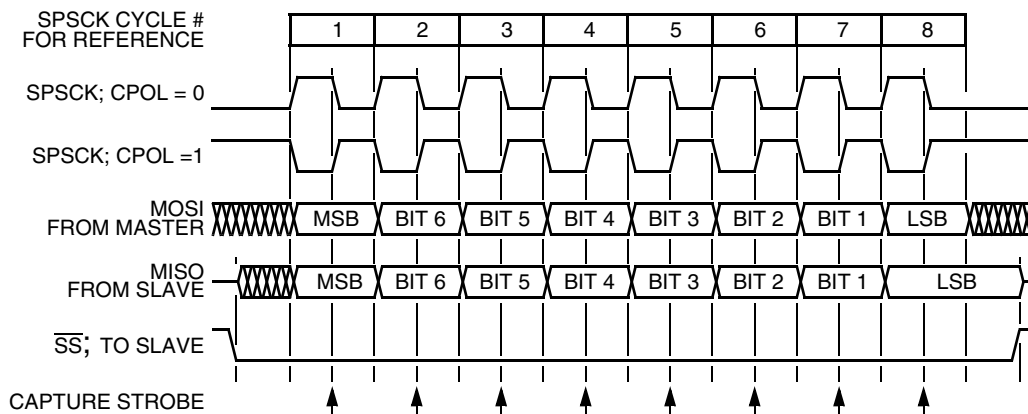 SPSCK CYCLE #
FOR REFERENCE
1 2 3 4 5 6 7 8
SPSCK; CPOL = 0
SPSCK; CPOL =1
MOSI
FROM MASTER
MSB BIT 6 BIT 5 BIT 4 BIT 3 BIT 2 BIT 1 LSB
MISO
FROM SLAVE
MSB BIT 6 BIT 5 BIT 4 BIT 3 BIT 2 BIT 1 LSB
SS; TO SLAVE
CAPTURE STROBE